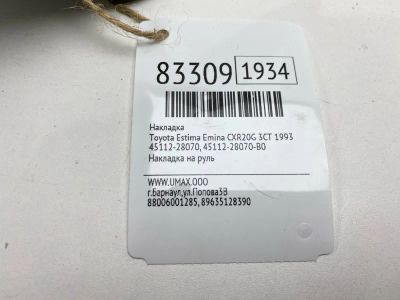 83309 1934
Накладка
Toyota Estima Emina CXR20G 3CT 1993
45112-28070, 45112-28070-B0
Накладка на руль
WWW.UMAX.OOO
г.Барнаул,ул.Попова3В
88006001285, 89635128390